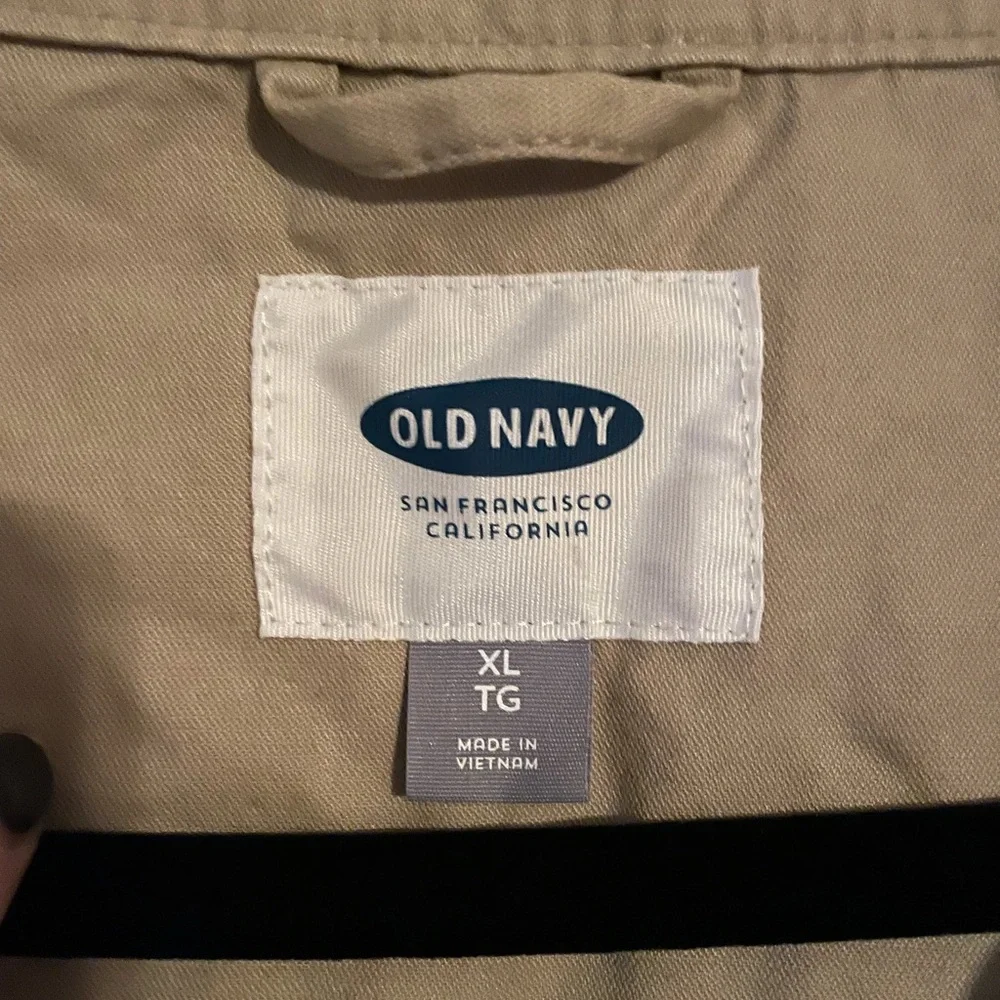 OLD NAVY
SAN FRANCISCO
CALIFORNIA
XL
TG
MADE IN
VIETNAM